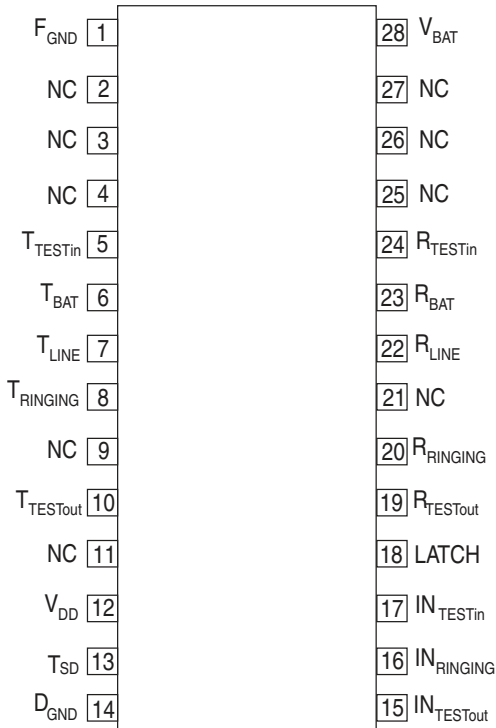 F_GND 1 28 V_BAT
NC 2 27 NC
NC 3 26 NC
NC 4 25 NC
T_TESTin 5 24 R_TESTin
T_BAT 6 23 R_BAT
T_LINE 7 22 R_LINE
T_RINGING 8 21 NC
NC 9 20 R_RINGING
T_TESTout 10 19 R_TESTout
NC 11 18 LATCH
V_DD 12 17 IN_TESTin
T_SD 13 16 IN_RINGING
D_GND 14 15 IN_TESTout